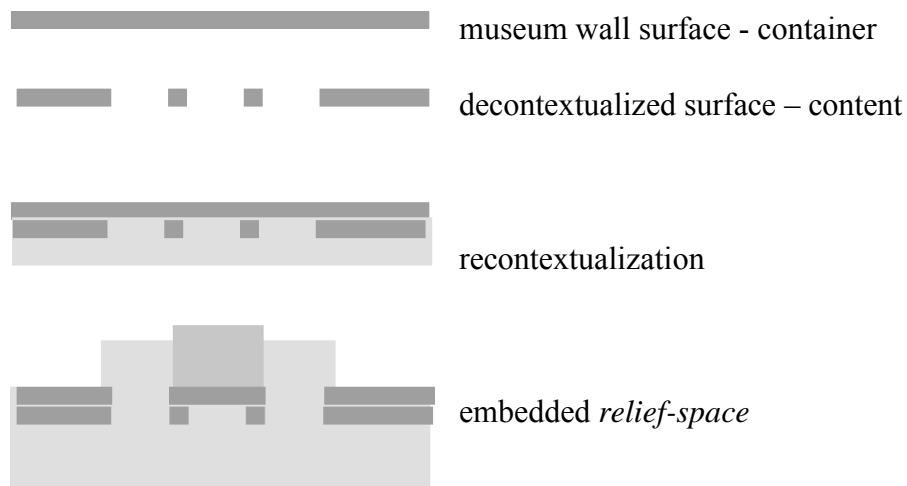 museum wall surface - container
decontextualized surface – content
recontextualization
embedded relief-space